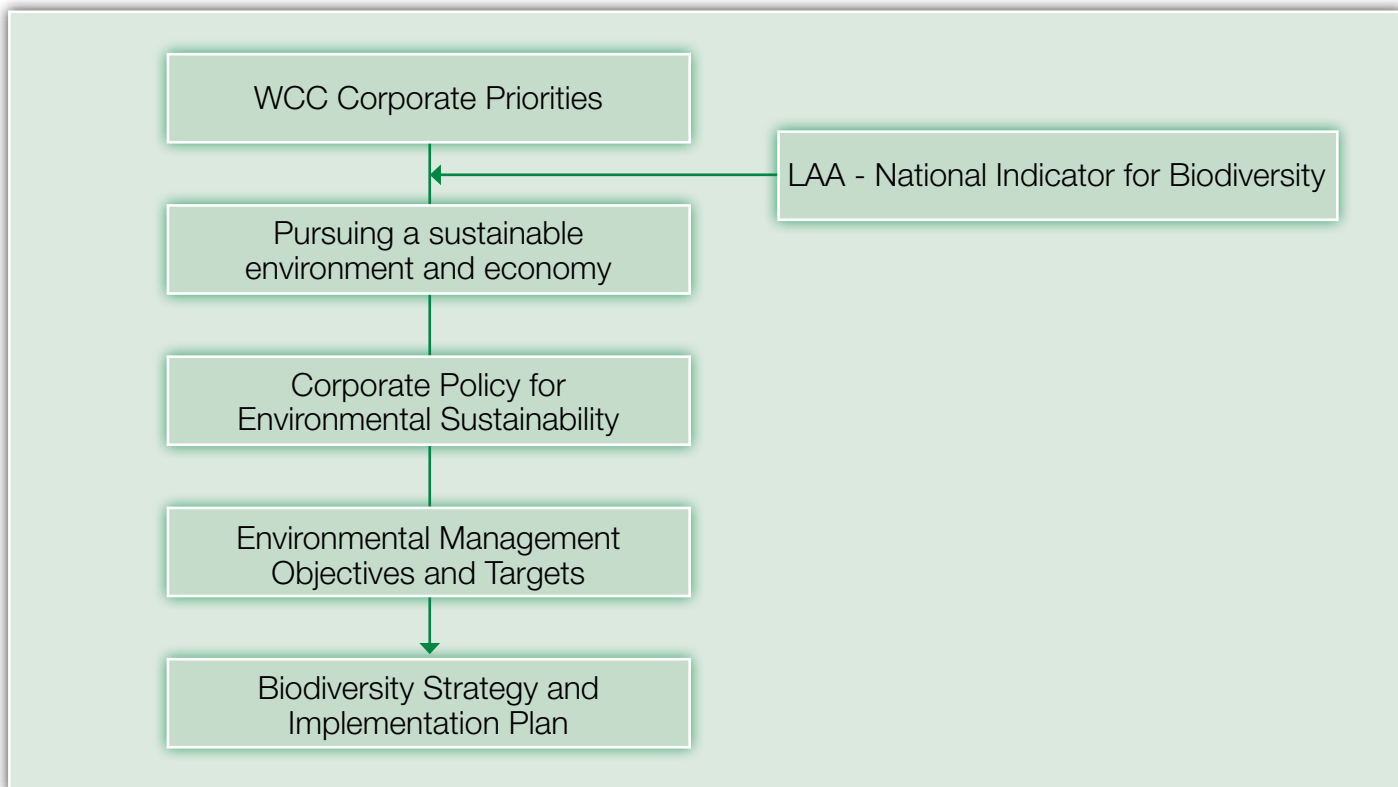 WCC Corporate Priorities
LAA - National Indicator for Biodiversity
Pursuing a sustainable
environment and economy
Corporate Policy for
Environmental Sustainability
Environmental Management
Objectives and Targets
Biodiversity Strategy and
Implementation Plan